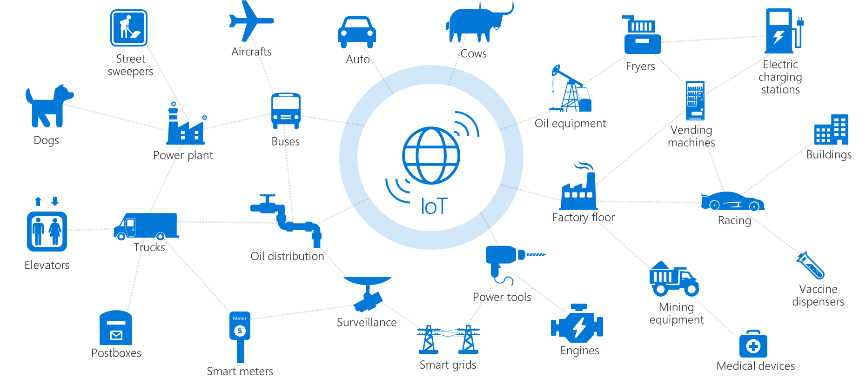 Street
sweepers
Aircrafts
Auto
Cows
Fryers
Electric
charging
stations
Dogs
Power plant
Buses
Oil equipment
Vending
machines
Buildings
IoT
Elevators
Trucks
Oil distribution
Factory floor
Racing
Power tools
Vaccine
dispensers
Mining
equipment
Meter
$
Surveillance
Postboxes
Smart meters
Smart grids
Engines
Medical devices